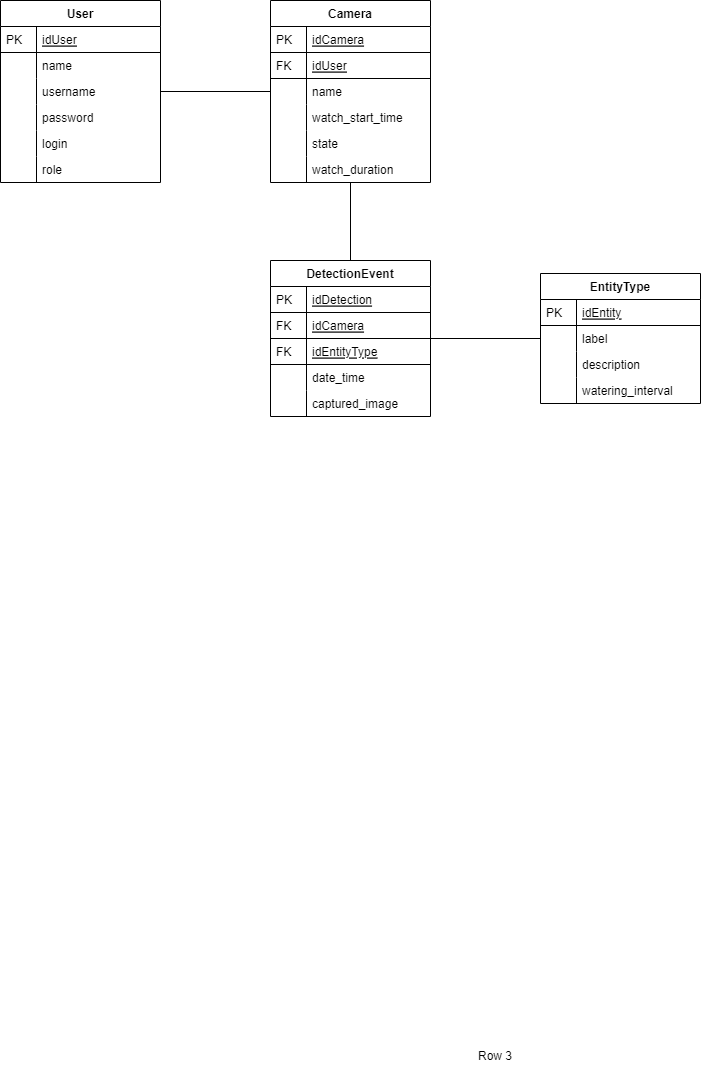 User
PK idUser
name
username
password
login
role
Camera
PK idCamera
FK idUser
name
watch_start_time
state
watch_duration
DetectionEvent
PK idDetection
FK idCamera
FK idEntityType
date_time
captured_image
EntityType
PK idEntity
label
description
watering_interval
Row 3